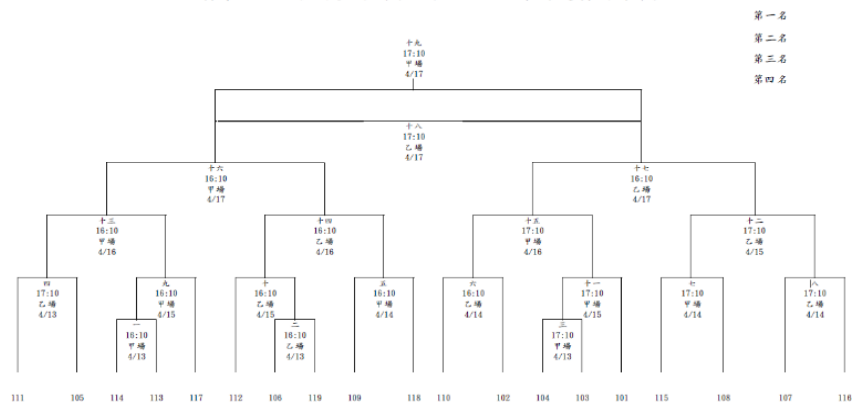 第一名
第二名
第三名
第四名
十九
17:10
甲場
4/17
十八
17:10
乙場
4/17
十六
16:10
甲場
4/17
十七
16:10
乙場
4/17
十三
16:10
甲場
4/16
十四
16:10
乙場
4/16
十五
17:10
甲場
4/16
十二
17:10
乙場
4/15
四
17:10
乙場
4/13
九
16:10
甲場
4/15
十
16:10
乙場
4/15
五
16:10
甲場
4/14
六
16:10
乙場
4/14
十一
17:10
甲場
4/15
七
17:10
甲場
4/14
八
17:10
乙場
4/14
一
16:10
甲場
4/13
二
16:10
乙場
4/13
三
17:10
甲場
4/13
111 105 114 113 117 112 106 119 109 118 110 102 104 103 101 115 108 107 116